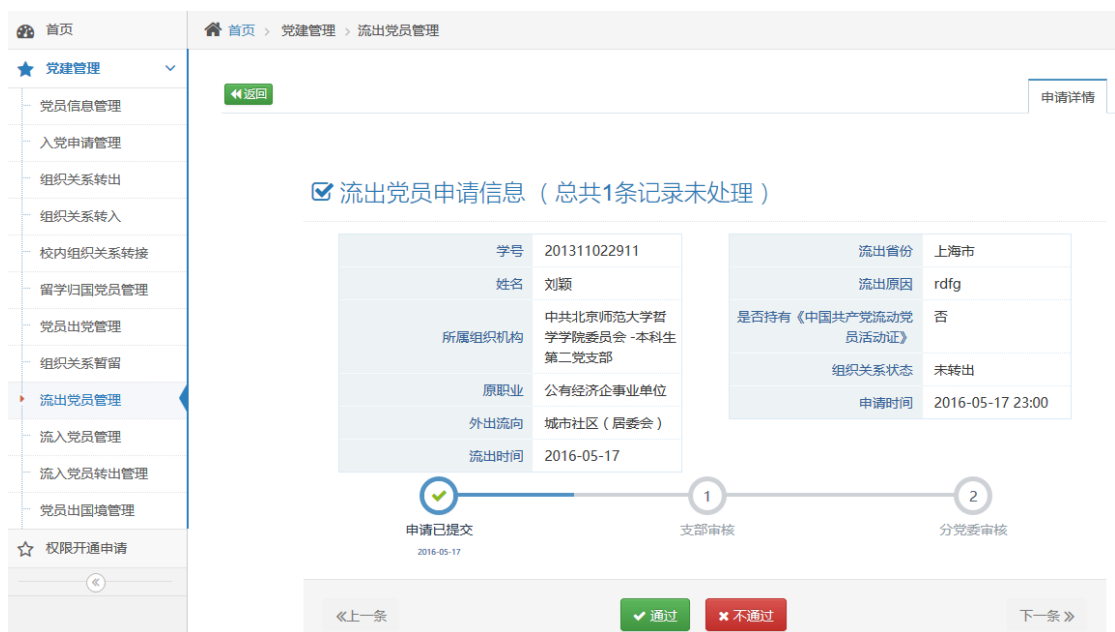 首页
党建管理
党员信息管理
入党申请管理
组织关系转出
组织关系转入
校内组织关系转接
留学归国党员管理
党员出党管理
组织关系暂留
流出党员管理
流入党员管理
流入党员转出管理
党员出国境管理
权限开通申请
首页 > 党建管理 > 流出党员管理
返回
申请详情
流出党员申请信息（总共1条记录未处理）
学号 201311022911
姓名 刘颖
所属组织机构 中共北京师范大学哲
学学院委员会 -本科生
第二党支部
原职业 公有经济企事业单位
外出流向 城市社区（居委会）
流出时间 2016-05-17
流出省份 上海市
流出原因 rdfg
是否持有《中国共产党流动党 否
员活动证》
组织关系状态 未转出
申请时间 2016-05-17 23:00
1
2
申请已提交
支部审核
分党委审核
2016-05-17
上一条
通过
不通过
下一条